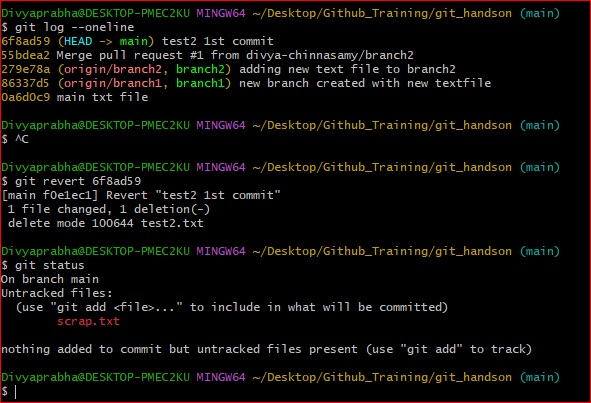 Divyaprabha@DESKTOP-PMEC2KU MINGW64 ~/Desktop/Github_Training/git_handson (main)
$ git log --oneline
6f8ad59 (HEAD -> main) test2 1st commit
55bdea2 Merge pull request #1 from divya-chinnasamy/branch2
279e78a (origin/branch2, branch2) adding new text file to branch2
86337d5 (origin/branch1, branch1) new branch created with new textfile
0a6d0c9 main txt file
Divyaprabha@DESKTOP-PMEC2KU MINGW64 ~/Desktop/Github_Training/git_handson (main)
$ ^C
Divyaprabha@DESKTOP-PMEC2KU MINGW64 ~/Desktop/Github_Training/git_handson (main)
$ git revert 6f8ad59
[main f0e1ec1] Revert "test2 1st commit"
 1 file changed, 1 deletion(-)
 delete mode 100644 test2.txt
Divyaprabha@DESKTOP-PMEC2KU MINGW64 ~/Desktop/Github_Training/git_handson (main)
$ git status
On branch main
Untracked files:
  (use "git add <file>..." to include in what will be committed)
        scrap.txt
nothing added to commit but untracked files present (use "git add" to track)
Divyaprabha@DESKTOP-PMEC2KU MINGW64 ~/Desktop/Github_Training/git_handson (main)
$